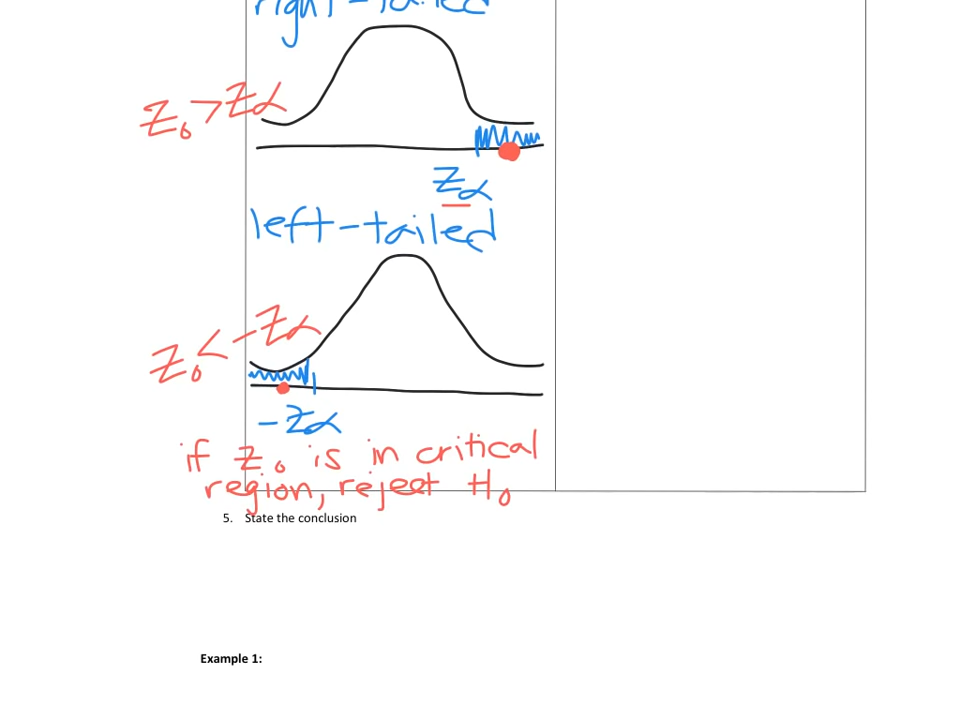 right-tailed
Z₀ > Zα
Zα
left-tailed
Z₀ < -Zα
-Zα
if Z₀ is in critical
region, reject H₀
5. State the conclusion
Example 1: